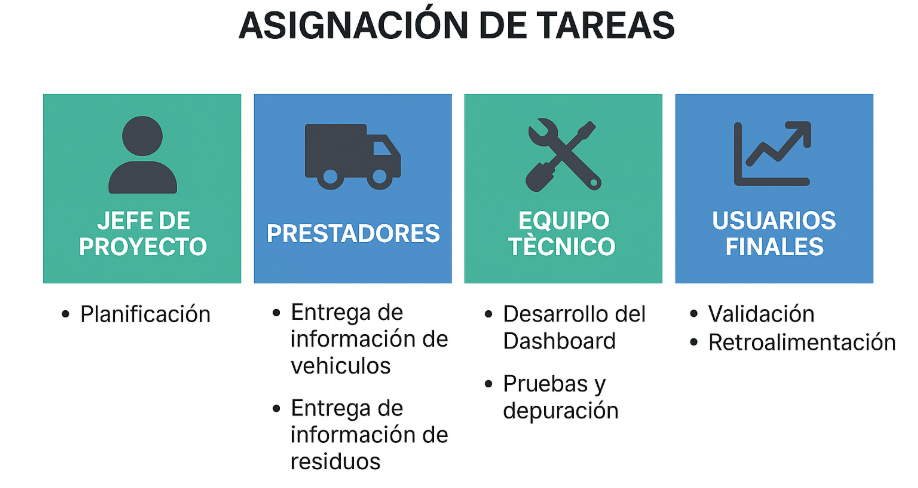 ASIGNACIÓN DE TAREAS
JEFE DE
PROYECTO
• Planificación
PRESTADORES
• Entrega de
información de
vehiculos
• Entrega de
información de
residuos
EQUIPO
TÈCNICO
• Desarrollo del
Dashboard
• Pruebas y
depuración
USUARIOS
FINALES
• Validación
• Retroalimentación